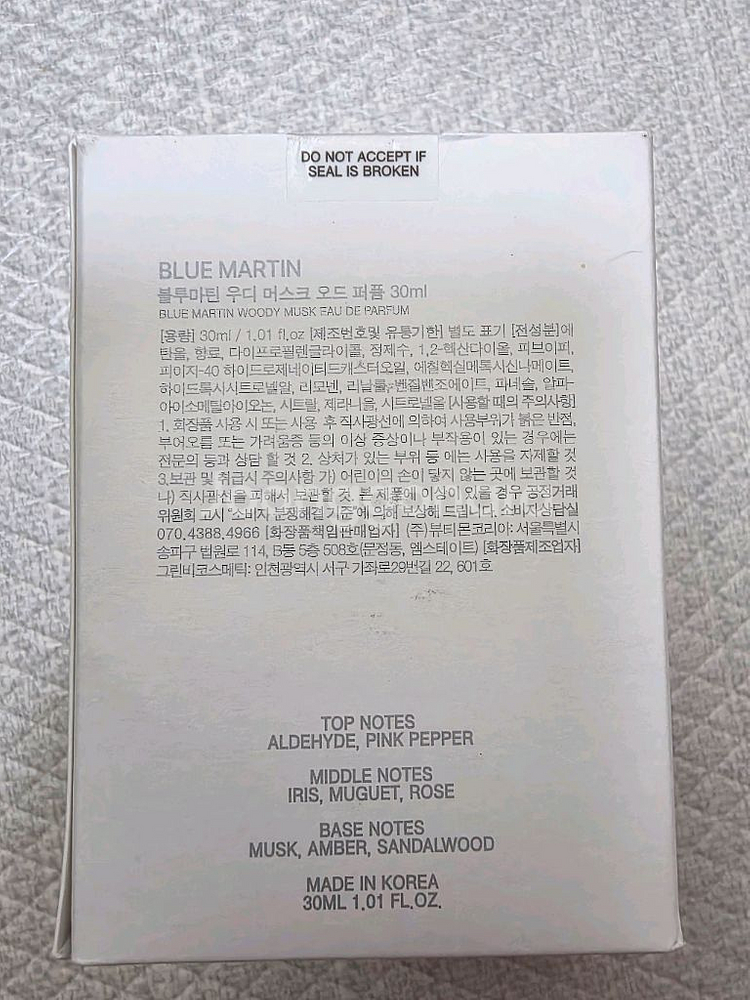 DO NOT ACCEPT IF
SEAL IS BROKEN
BLUE MARTIN
블루마틴 우디 머스크 오드 퍼퓸 30ml
BLUE MARTIN WOODY MUSK EAU DE PARFUM
[용량] 30ml / 1.01 fl.oz [제조번호및 유통기한] 별도 표기 [전성분]에
탄올, 향료, 다이프로필렌글라이콜, 정제수, 1,2-헥산다이올, 피브이피,
피이지-40 하이드로제네이티드캐스터오일, 에칠헥실메톡시신나메이트,
하이드록시시트로넬알, 리모넨, 리날룰, 벤질벤조에이트, 파네솔, 알파-
아이소메틸아이오논, 시트랄, 제라니올, 시트로넬올 [사용할 때의 주의사항]
1. 화장품 사용 시 또는 사용 후 직사광선에 의하여 사용부위가 붉은 반점,
부어오름 또는 가려움증 등의 이상 증상이나 부작용이 있는 경우에는
전문의 등과 상담 할 것 2. 상처가 있는 부위 등 에는 사용을 자제할 것
3.보관 및 취급시 주의사항 가) 어린이의 손이 닿지 않는 곳에 보관할 것
나) 직사광선을 피해서 보관할 것. 본 제품에 이상이 있을 경우 공정거래
위원회 고시 "소비자 분쟁해결 기준"에 의해 보상해 드립니다. 소비자상담실
070.4388.4966 [화장품책임판매업자] (주)뷰티몬코리아: 서울특별시
송파구 법원로 114, B동 5층 508호(문정동, 엠스테이트) [화장품제조업자]
그린비코스메틱: 인천광역시 서구 가좌로29번길 22, 601호
TOP NOTES
ALDEHYDE, PINK PEPPER
MIDDLE NOTES
IRIS, MUGUET, ROSE
BASE NOTES
MUSK, AMBER, SANDALWOOD
MADE IN KOREA
30ML 1.01 FL.OZ.